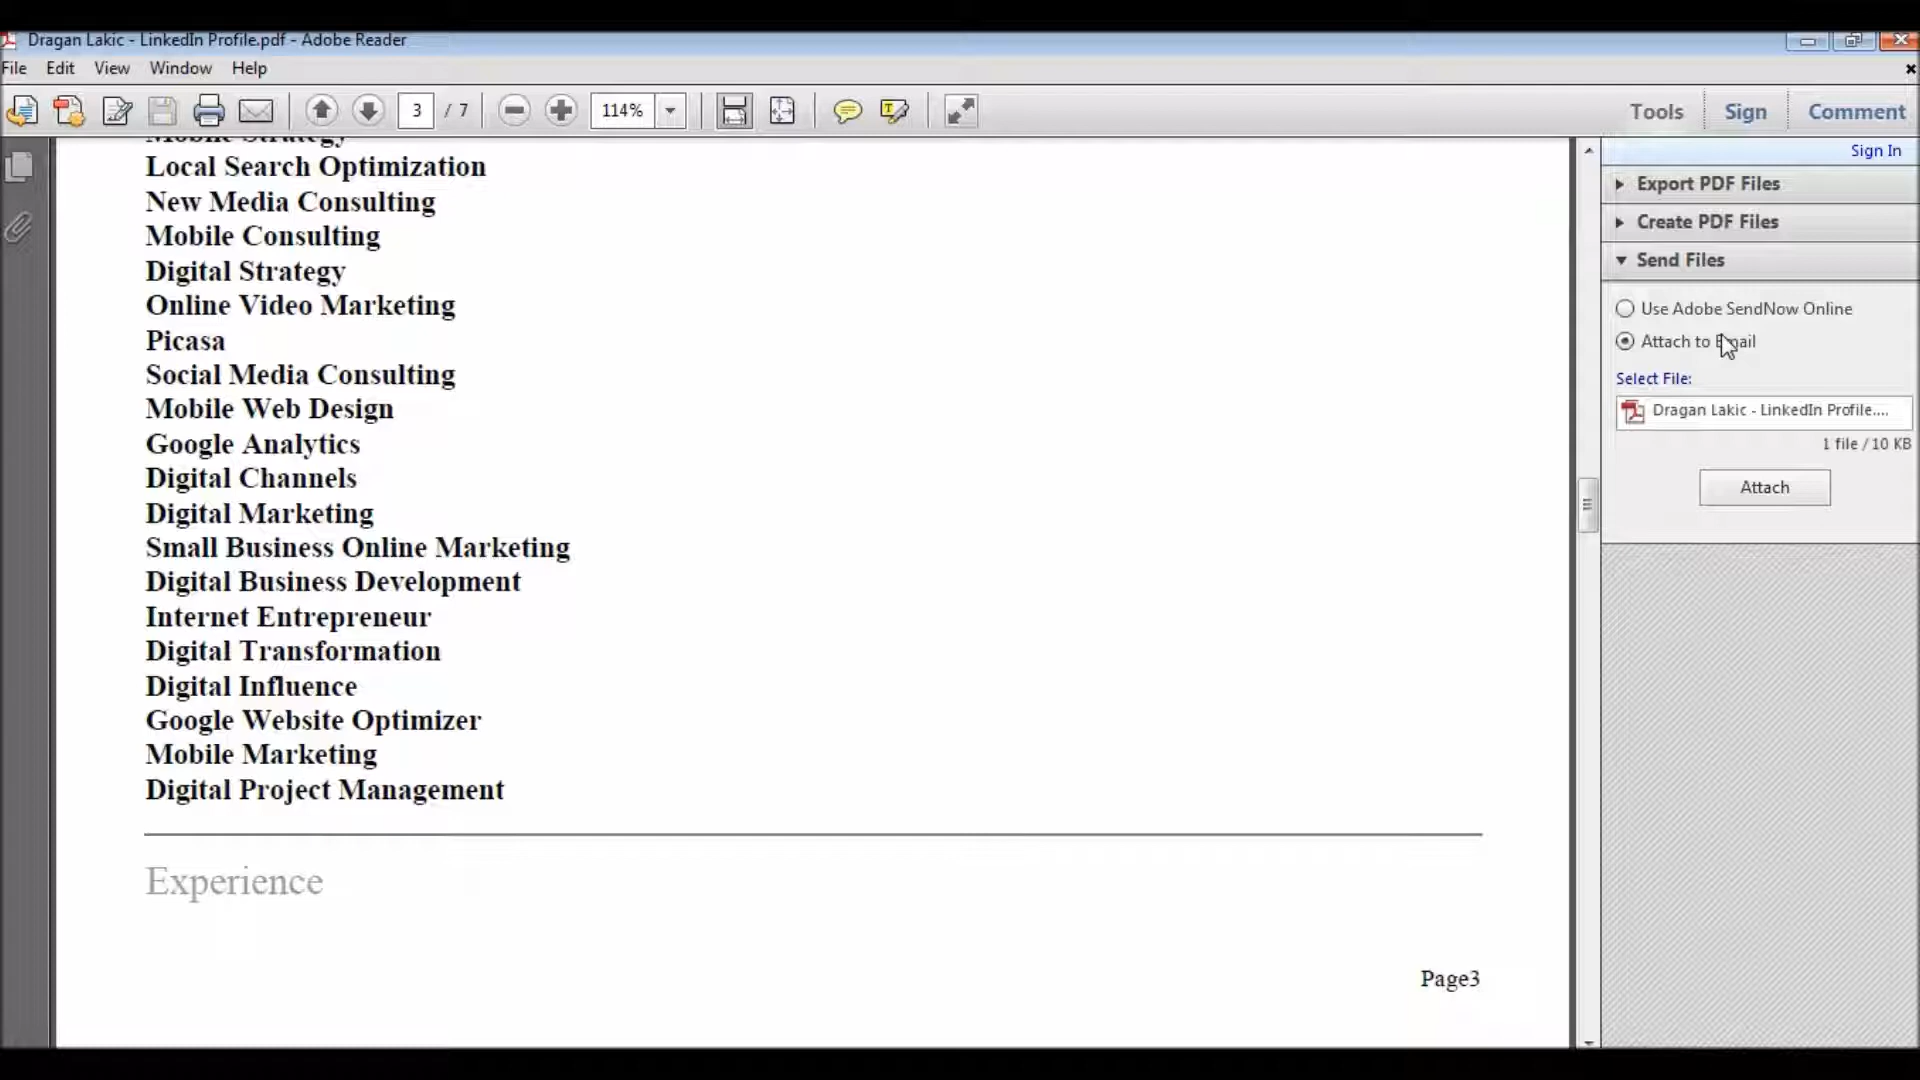 Dragan Lakic - LinkedIn Profile.pdf - Adobe Reader
File Edit View Window Help
3 / 7 114% Tools Sign Comment
Mobile Strategy
Local Search Optimization
New Media Consulting
Mobile Consulting
Digital Strategy
Online Video Marketing
Picasa
Social Media Consulting
Mobile Web Design
Google Analytics
Digital Channels
Digital Marketing
Small Business Online Marketing
Digital Business Development
Internet Entrepreneur
Digital Transformation
Digital Influence
Google Website Optimizer
Mobile Marketing
Digital Project Management
Experience
Page3
Sign In
Export PDF Files
Create PDF Files
Send Files
Use Adobe SendNow Online
Attach to Email
Select File:
Dragan Lakic - LinkedIn Profile....
1 file / 10 KB
Attach